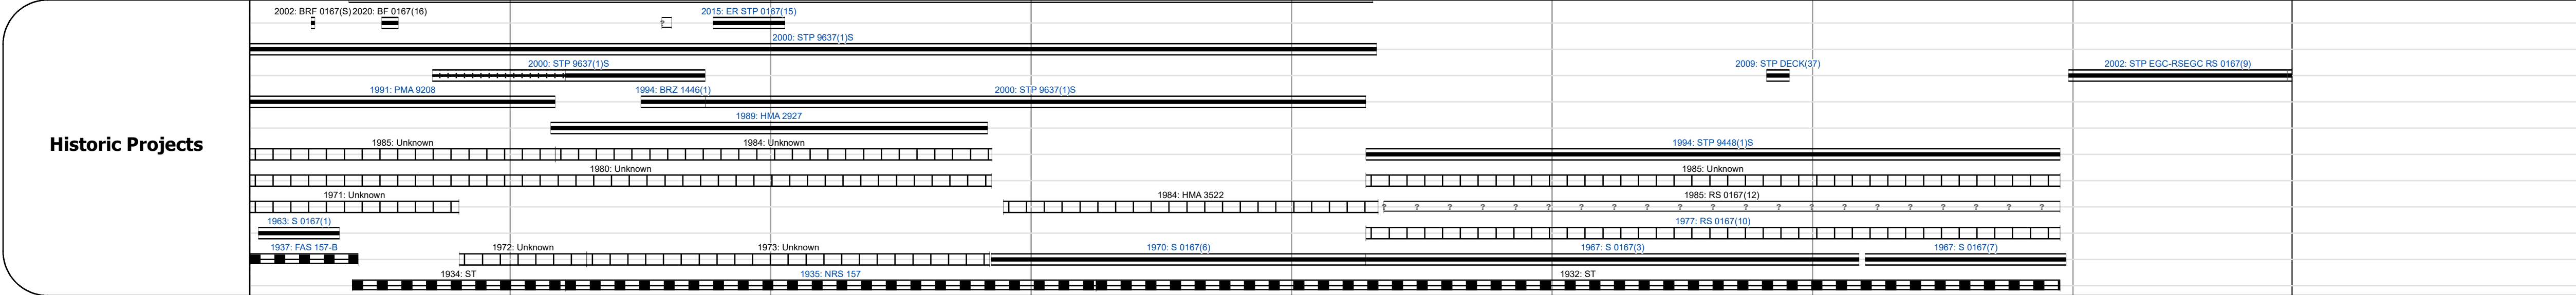 2002: BRF 0167(S) 2020: BF 0167(16) 2015: ER STP 0167(15)
?
2000: STP 9637(1)S
2000: STP 9637(1)S 2009: STP DECK(37) 2002: STP EGC-RSEGC RS 0167(9)
1991: PMA 9208 1994: BRZ 1446(1) 2000: STP 9637(1)S
1989: HMA 2927
Historic Projects
1985: Unknown 1984: Unknown 1994: STP 9448(1)S
1980: Unknown 1985: Unknown
1971: Unknown 1984: HMA 3522 1985: RS 0167(12)
? ? ? ? ? ? ? ? ? ? ? ? ? ? ? ? ? ? ? ? ?
1963: S 0167(1) 1977: RS 0167(10)
1937: FAS 157-B 1972: Unknown 1973: Unknown 1970: S 0167(6) 1967: S 0167(3) 1967: S 0167(7)
1934: ST 1935: NRS 157 1932: ST